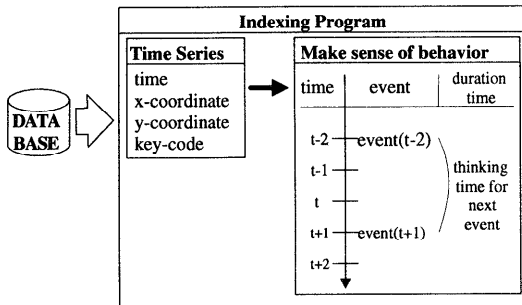 Indexing Program
DATA
BASE
Time Series
time
x-coordinate
y-coordinate
key-code
Make sense of behavior
time event duration
time
t-2 event(t-2)
t-1
t
t+1 event(t+1)
t+2
thinking
time for
next
event